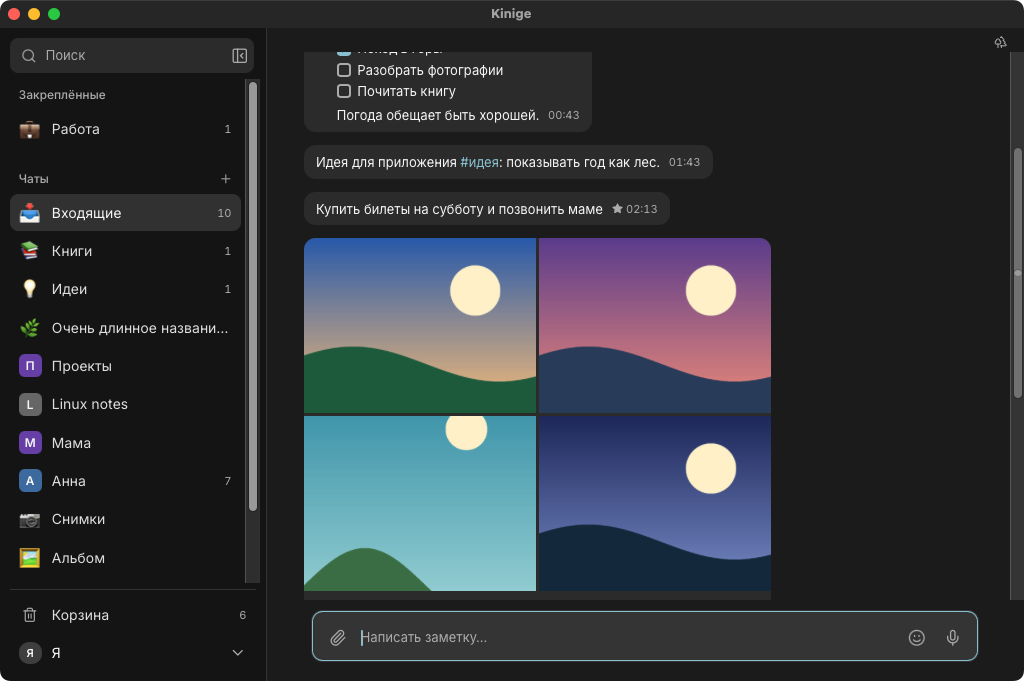 Kinige
Поиск
Закреплённые
Работа 1
Чаты
Входящие 10
Книги 1
Идеи 1
Очень длинное названи...
П Проекты
L Linux notes
М Мама
А Анна 7
Снимки
Альбом
Корзина 6
Я Я
Разобрать фотографии
Почитать книгу
Погода обещает быть хорошей. 00:43
Идея для приложения #идея: показывать год как лес. 01:43
Купить билеты на субботу и позвонить маме 02:13
Написать заметку...